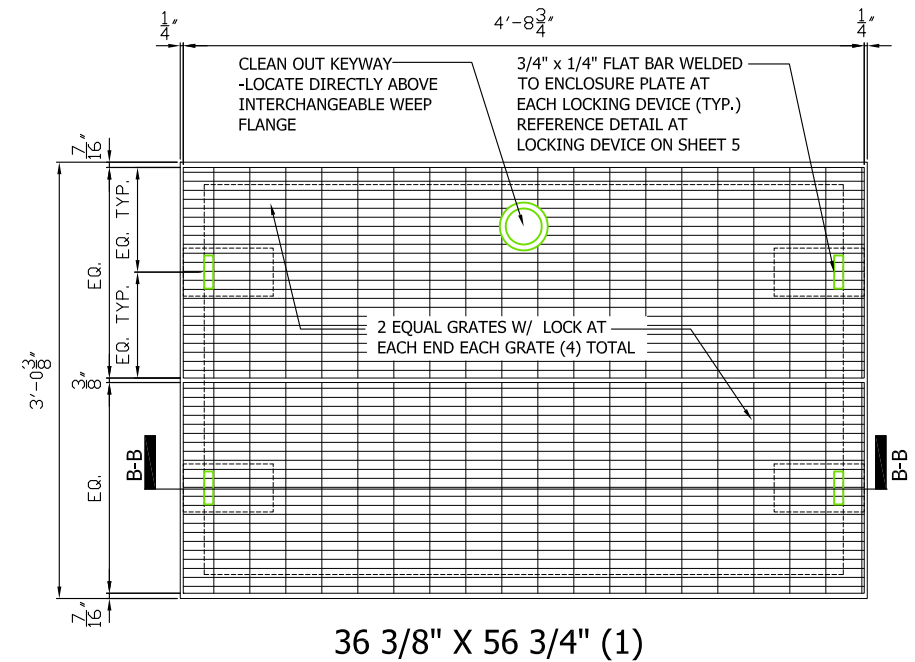 1/4"
4'-8 3/4"
1/4"
CLEAN OUT KEYWAY
-LOCATE DIRECTLY ABOVE
INTERCHANGEABLE WEEP
FLANGE
3/4" x 1/4" FLAT BAR WELDED
TO ENCLOSURE PLATE AT
EACH LOCKING DEVICE (TYP.)
REFERENCE DETAIL AT
LOCKING DEVICE ON SHEET 5
7/16"
EQ. TYP.
EQ.
EQ. TYP.
2 EQUAL GRATES W/ LOCK AT
EACH END EACH GRATE (4) TOTAL
3'-0 3/8"
3/8"
B-B
B-B
EQ.
7/16"
36 3/8" X 56 3/4" (1)